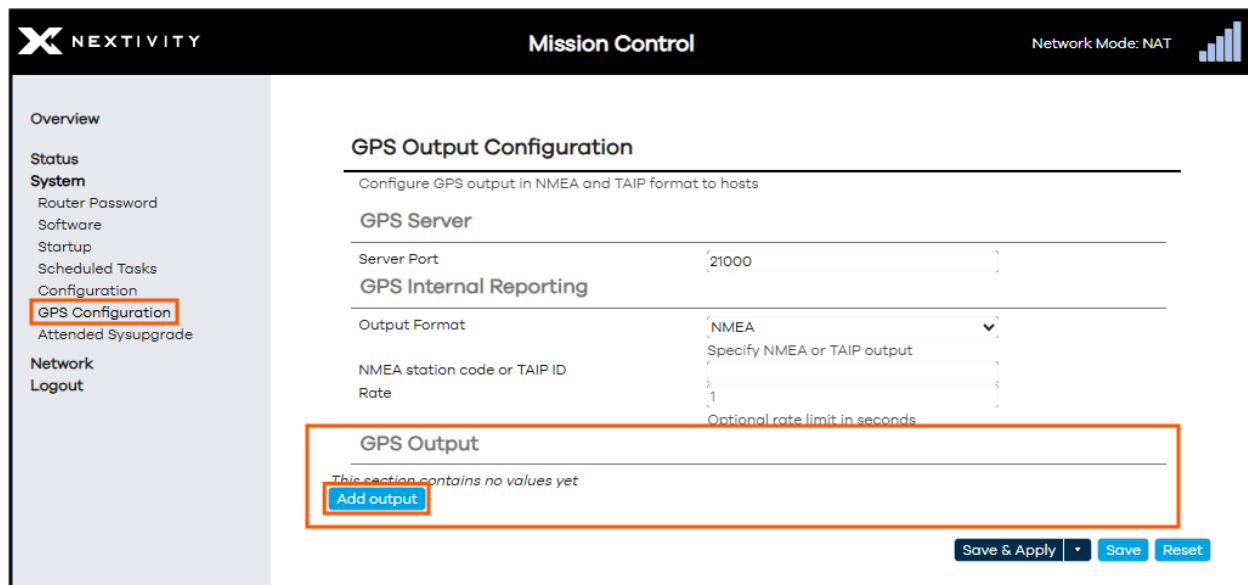 NEXTIVITY
Mission Control
Network Mode: NAT
Overview
Status
System
Router Password
Software
Startup
Scheduled Tasks
Configuration
GPS Configuration
Attended Sysupgrade
Network
Logout
GPS Output Configuration
Configure GPS output in NMEA and TAIP format to hosts
GPS Server
Server Port
21000
GPS Internal Reporting
Output Format
NMEA
Specify NMEA or TAIP output
NMEA station code or TAIP ID
Rate
1
Optional rate limit in seconds
GPS Output
This section contains no values yet
Add output
Save & Apply
Save
Reset